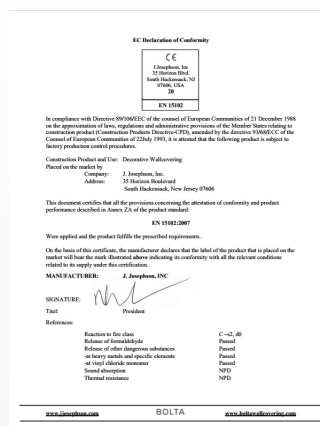 EC Declaration of Conformity
CE
J.Josephson, Inc
35 Horizon Blvd.
South Hackensack, NJ
07606, USA
20
EN 15102
In compliance with Directive 89/106/EEC of the counsel of European Communities of 21 December 1988
on the approximation of laws, regulations and administrative provisions of the Member States relating to
construction product (Construction Products Directive-CPD), amended by the directive 93/68/ECC of the
Counsel of European Communities of 22July 1993, it is attested that the following product is subject to
factory production control procedures.
Construction Product and Use: Decorative Wallcovering
Placed on the market by
Company: J. Josephson, Inc.
Address: 35 Horizon Boulevard
South Hackensack, New Jersey 07606
This document certifies that all the provisions concerning the attestation of conformity and product
performance described in Annex ZA of the product standard:
EN 15102:2007
Were applied and the product fulfills the prescribed requirements.
On the basis of this certificate, the manufacturer declares that the label of the product that is placed on the
market will bear the mark illustrated above indicating its conformity with all the relevant conditions
related to its supply under this certification.
MANUFACTURER: J. Josephson, INC
SIGNATURE:
Titel: President
References:
Reaction to fire class C –s2, d0
Release of formaldehyde Passed
Release of other dangerous substances Passed
-at heavy metals and specific elements Passed
-at vinyl chloride monomer Passed
Sound absorption NPD
Thermal resistance NPD
www.jjosephson.com BOLTA www.boltawallcovering.com